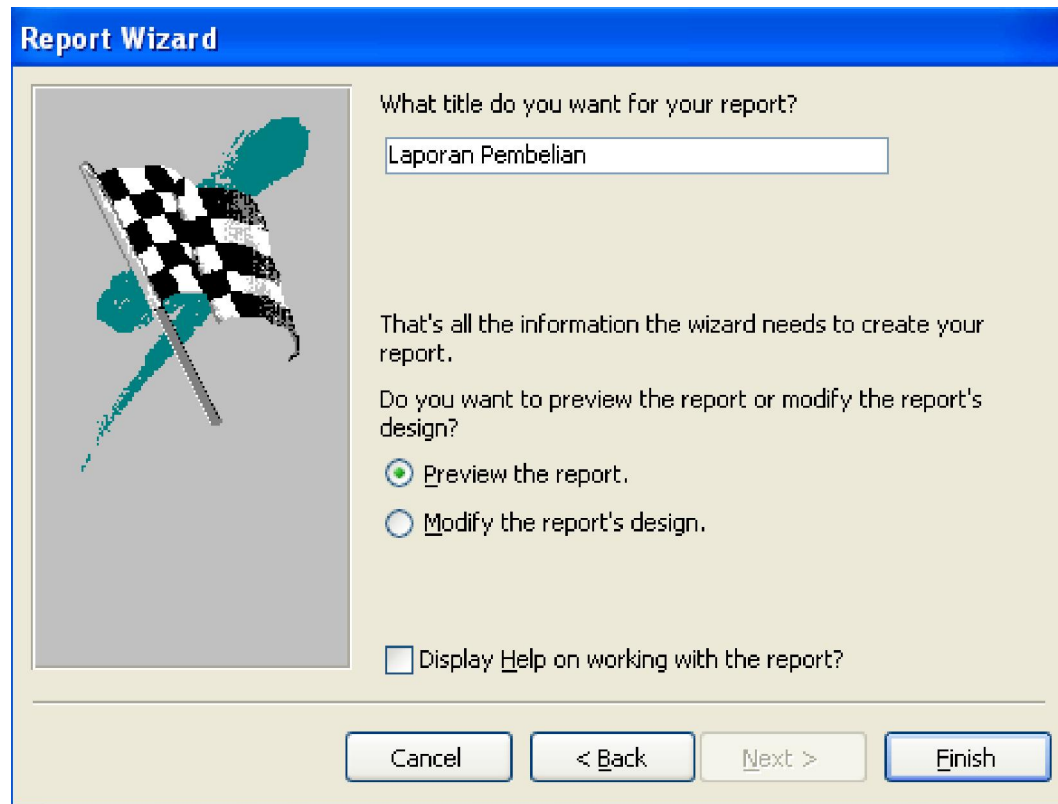 Report Wizard
What title do you want for your report?
Laporan Pembelian
That's all the information the wizard needs to create your
report.
Do you want to preview the report or modify the report's
design?
Preview the report.
Modify the report's design.
Display Help on working with the report?
Cancel
< Back
Next >
Finish